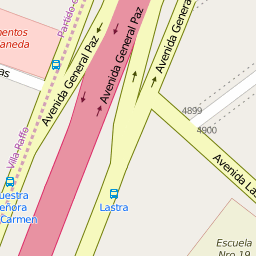 mentos
aneda
as
Partido
Avenida General Paz
Avenida General Paz
Avenida General
4899
4900
Avenida La
Villa Raffo
uestra
eñora
Carmen
Lastra
Escuela
Nro 19